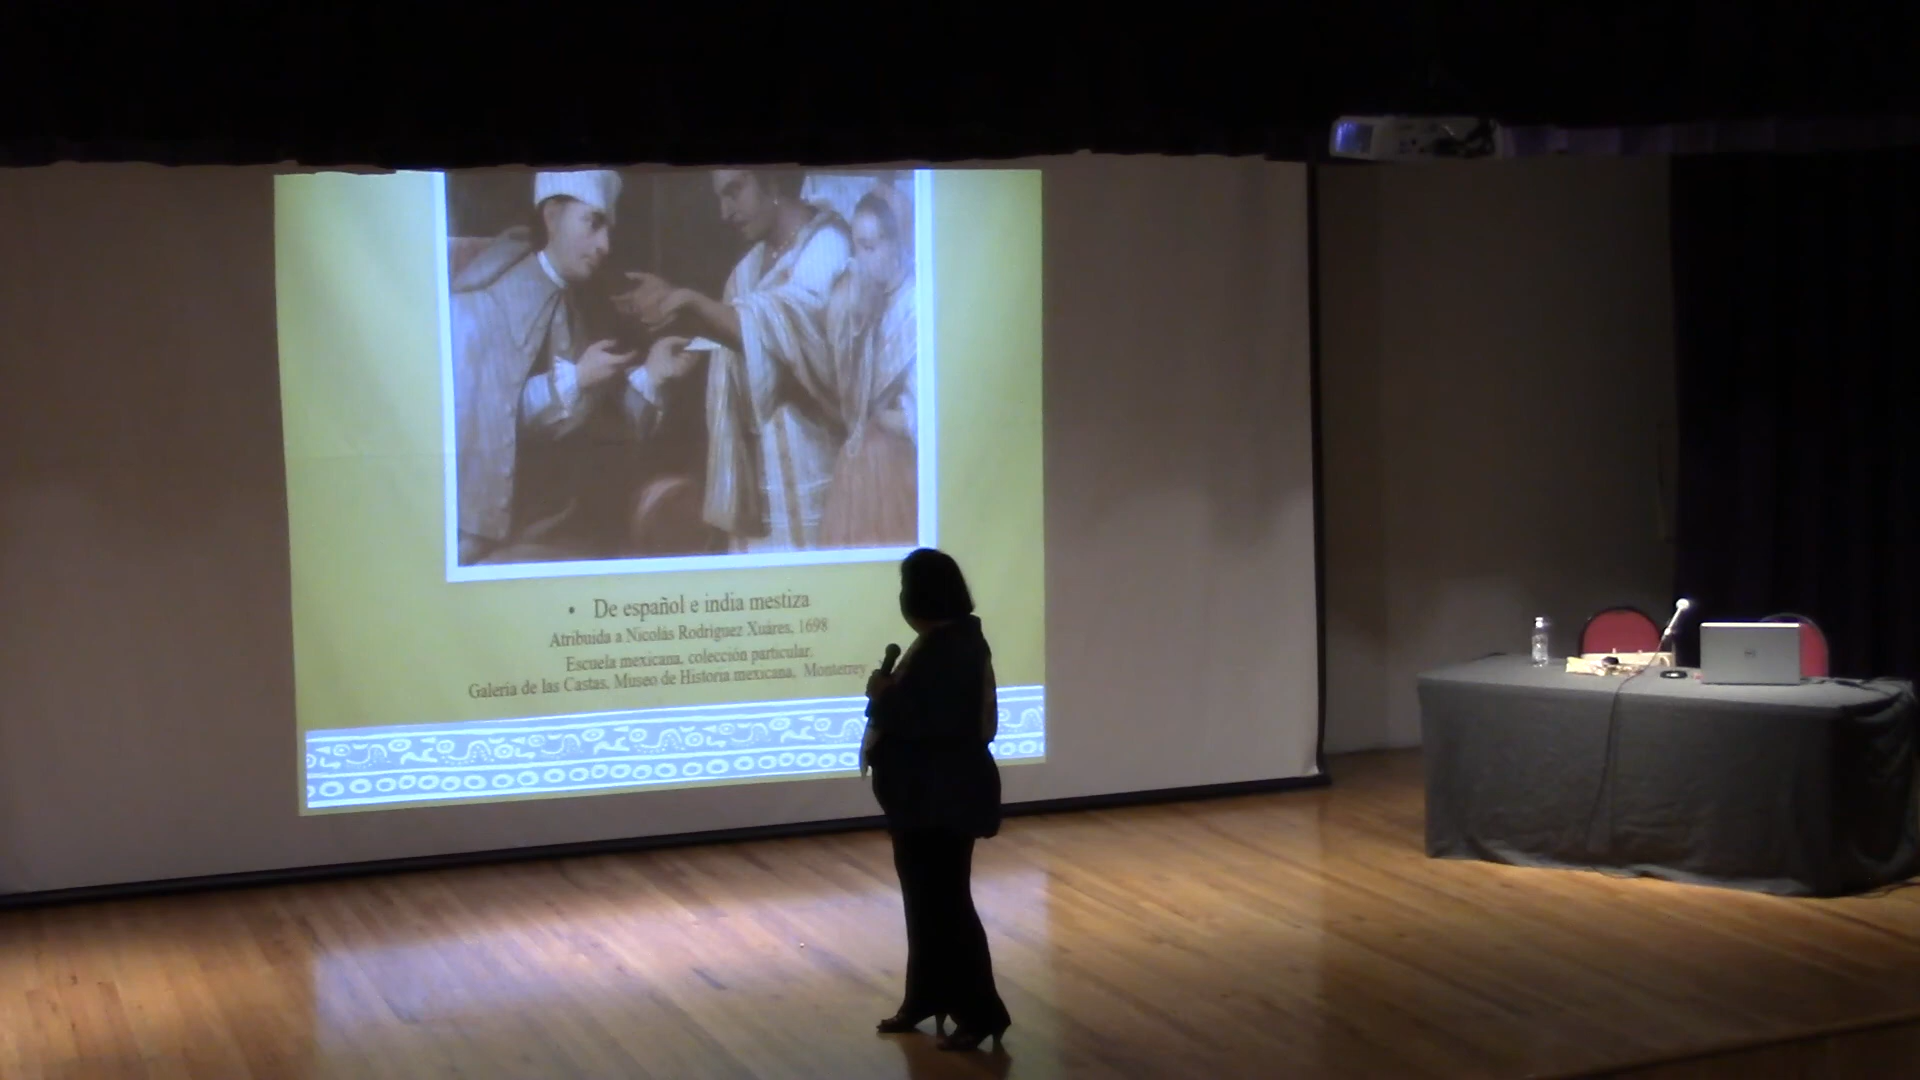 • De español e india mestiza
Atribuida a Nicolás Rodríguez Xuáres, 1698
Escuela mexicana, colección particular.
Galería de las Castas, Museo de Historia mexicana, Monterrey